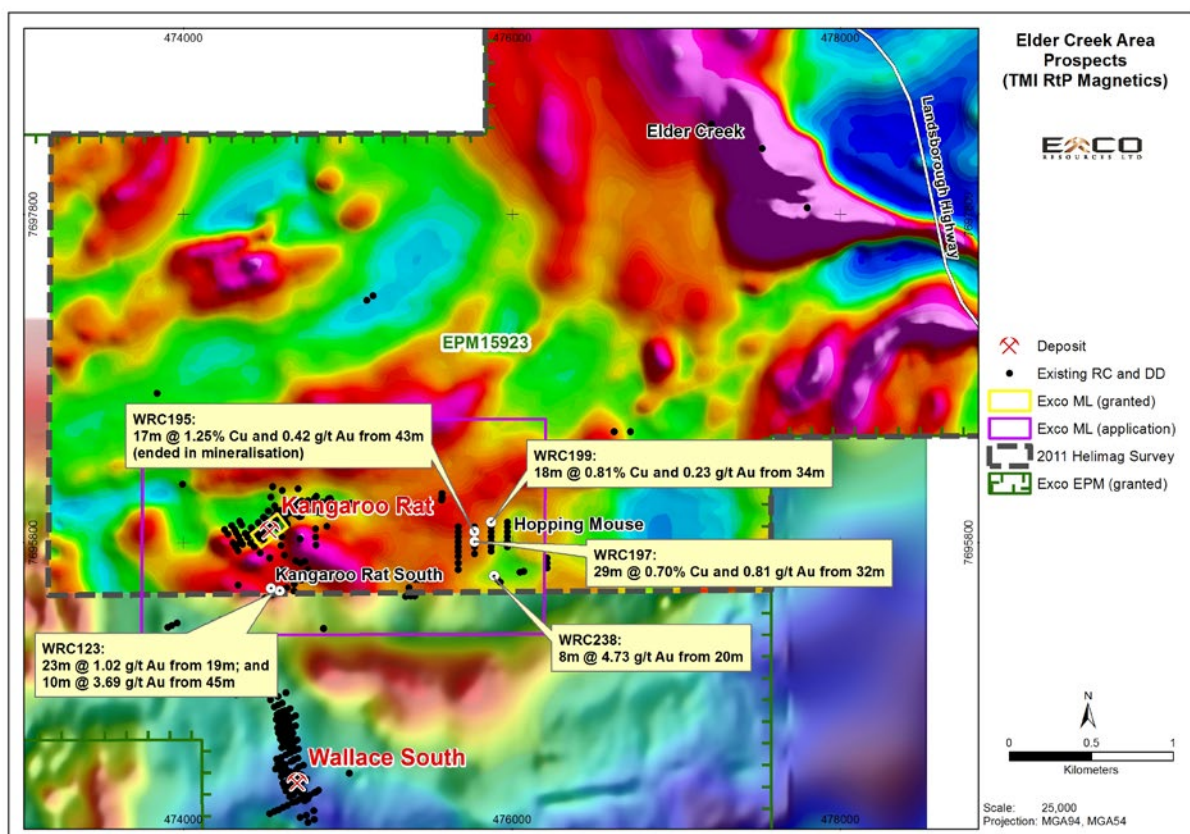 474000
476000
478000
Elder Creek Area
Prospects
(TMI RtP Magnetics)
EXCO
RESOURCES LTD
Elder Creek
Landsborough Highway
7697800
7697800
EPM15923
Deposit
Existing RC and DD
Exco ML (granted)
Exco ML (application)
2011 Helimag Survey
Exco EPM (granted)
WRC195:
17m @ 1.25% Cu and 0.42 g/t Au from 43m
(ended in mineralisation)
WRC199:
18m @ 0.81% Cu and 0.23 g/t Au from 34m
Kangaroo Rat
Hopping Mouse
7695800
7695800
WRC197:
29m @ 0.70% Cu and 0.81 g/t Au from 32m
Kangaroo Rat South
WRC123:
23m @ 1.02 g/t Au from 19m; and
10m @ 3.69 g/t Au from 45m
WRC238:
8m @ 4.73 g/t Au from 20m
Wallace South
N
0 0.5 1
Kilometers
474000
476000
478000
Scale: 25,000
Projection: MGA94, MGA54